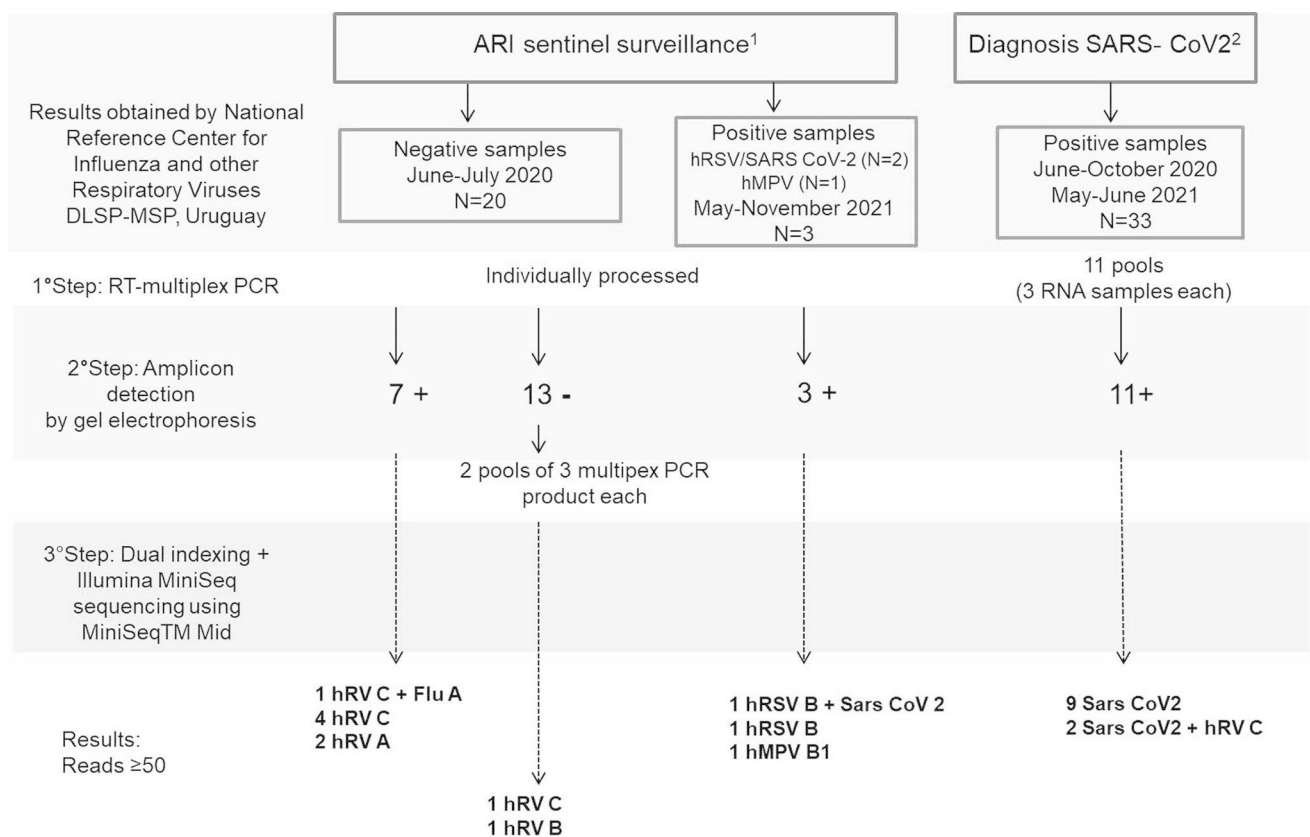 ARI sentinel surveillance1
Diagnosis SARS- CoV22
Results obtained by National
Reference Center for
Influenza and other
Respiratory Viruses
DLSP-MSP, Uruguay
Negative samples
June-July 2020
N=20
Positive samples
hRSV/SARS CoV-2 (N=2)
hMPV (N=1)
May-November 2021
N=3
Positive samples
June-October 2020
May-June 2021
N=33
1°Step: RT-multiplex PCR
Individually processed
11 pools
(3 RNA samples each)
2°Step: Amplicon
detection
by gel electrophoresis
7 +
13 -
3 +
11+
2 pools of 3 multipex PCR
product each
3°Step: Dual indexing +
Illumina MiniSeq
sequencing using
MiniSeqTM Mid
Results:
Reads ≥50
1 hRV C + Flu A
4 hRV C
2 hRV A
1 hRV C
1 hRV B
1 hRSV B + Sars CoV 2
1 hRSV B
1 hMPV B1
9 Sars CoV2
2 Sars CoV2 + hRV C